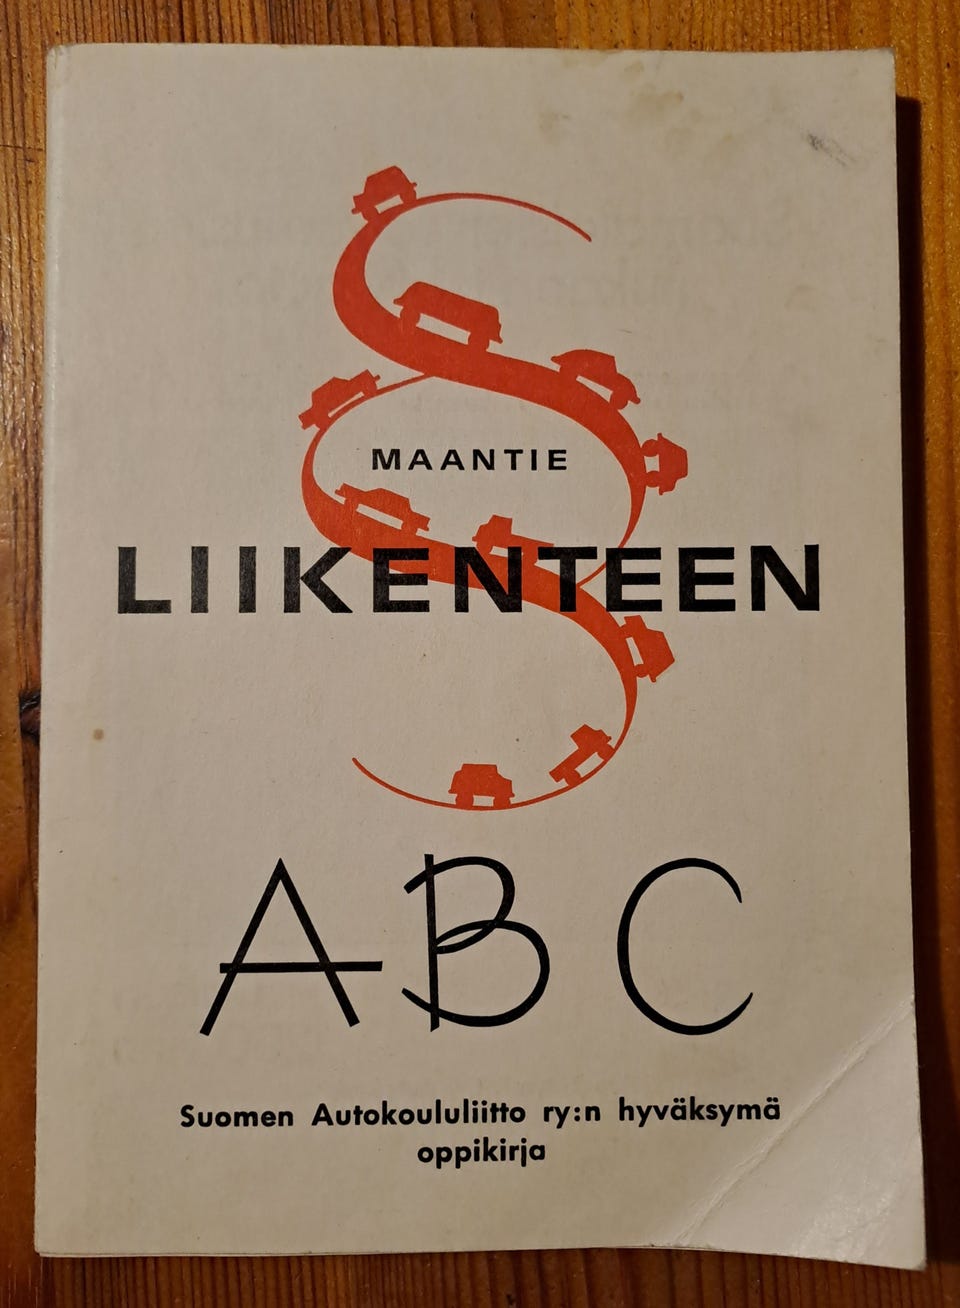 MAANTIE
LIIKENTEEN
ABC
Suomen Autokoululiitto ry:n hyväksymä
oppikirja